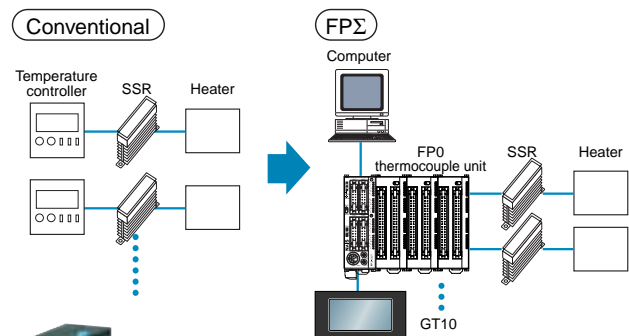 Conventional
Temperature
controller
SSR
Heater
FPΣ
Computer
FP0
thermocouple unit
SSR
Heater
GT10